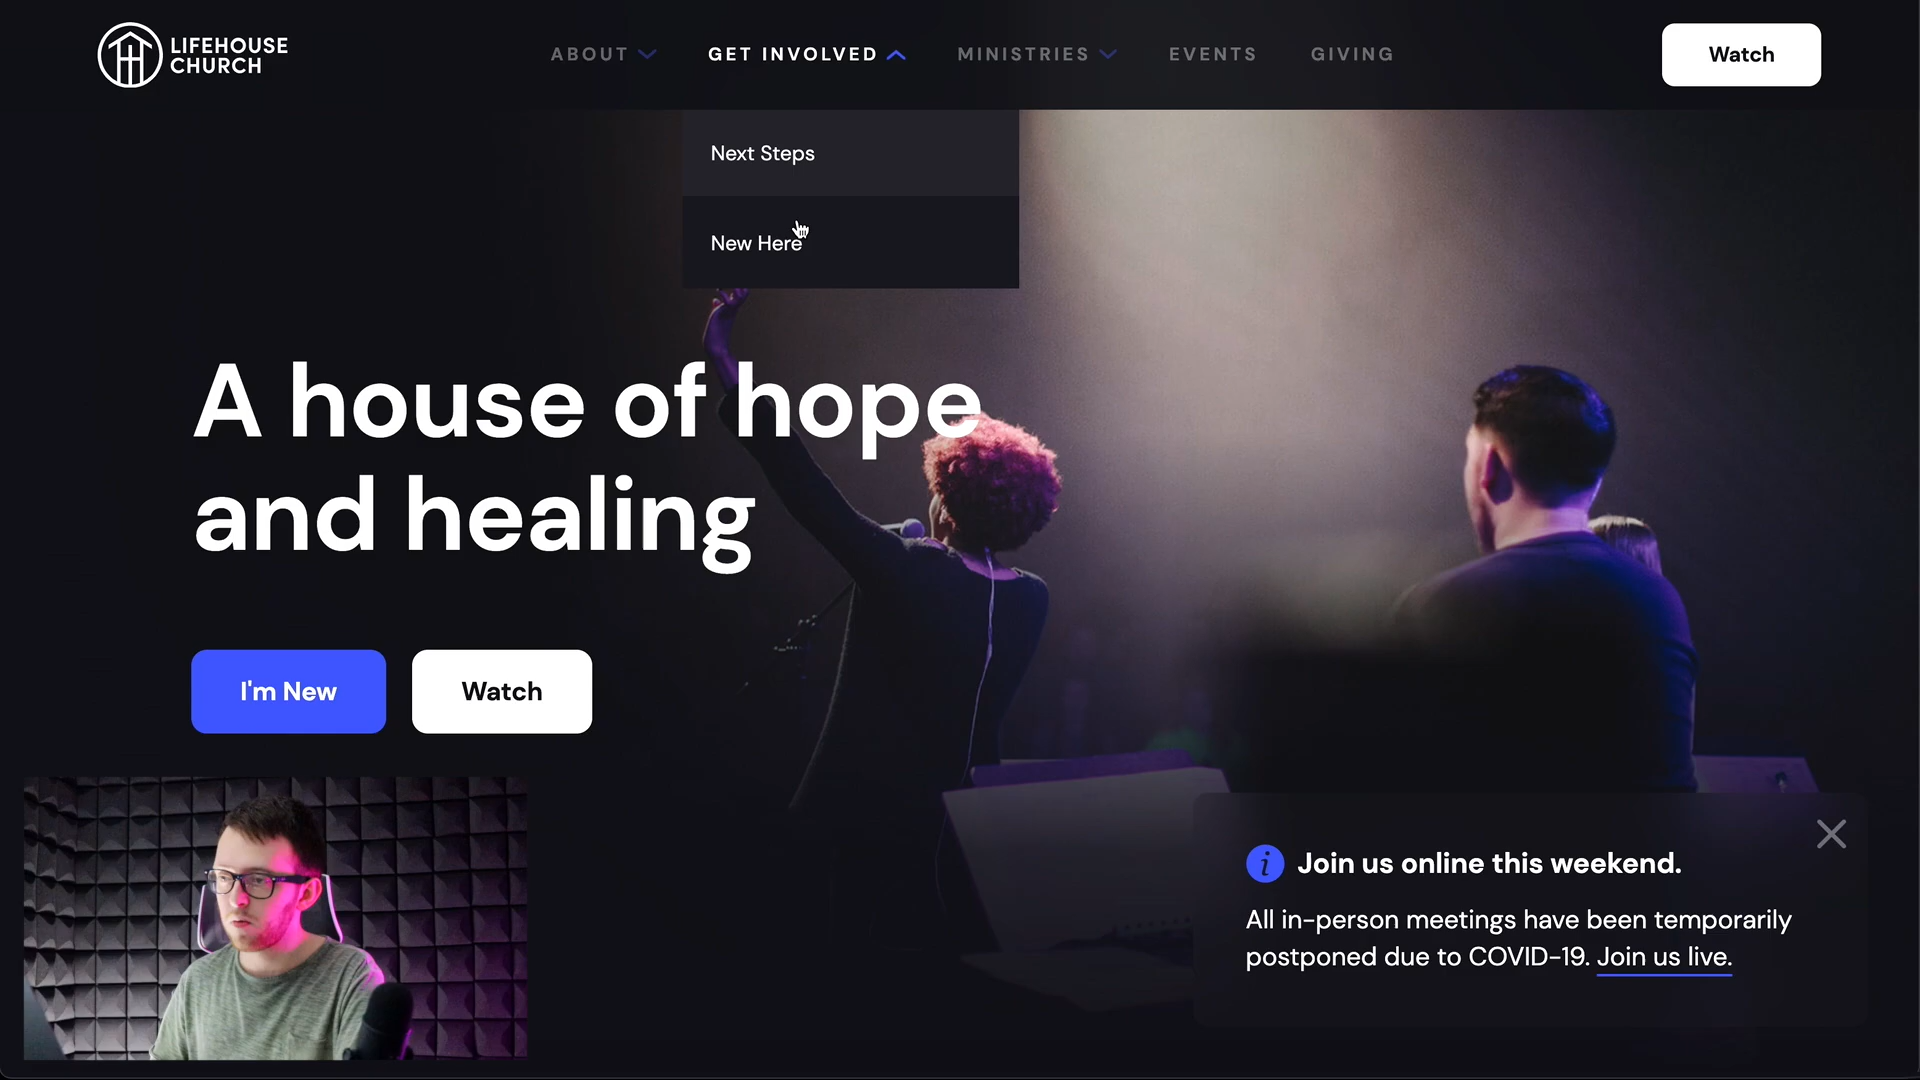 LIFEHOUSE
CHURCH
ABOUT
GET INVOLVED
MINISTRIES
EVENTS
GIVING
Watch
Next Steps
New Here
A house of hope
and healing
I'm New
Watch
Join us online this weekend.
All in-person meetings have been temporarily
postponed due to COVID-19. Join us live.